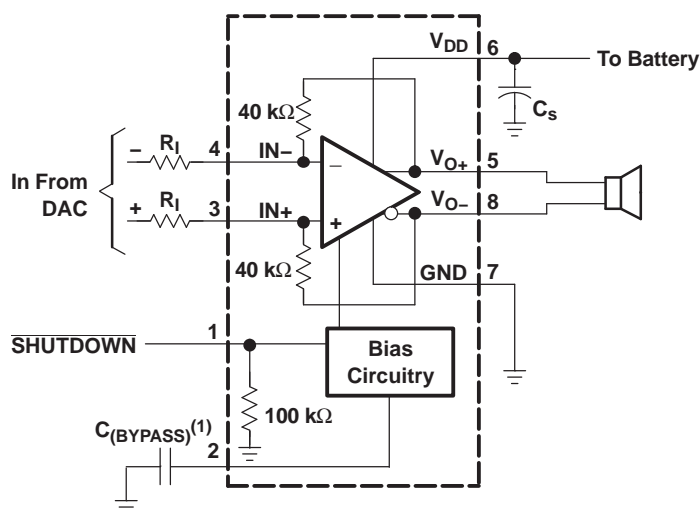 V_DD 6
To Battery
40 kΩ
C_s
− R_I 4 IN−
−
V_O+ 5
In From
DAC
+ R_I 3 IN+
+
V_O− 8
40 kΩ
GND 7
SHUTDOWN 1
Bias
Circuitry
100 kΩ
C_(BYPASS)^(1) 2